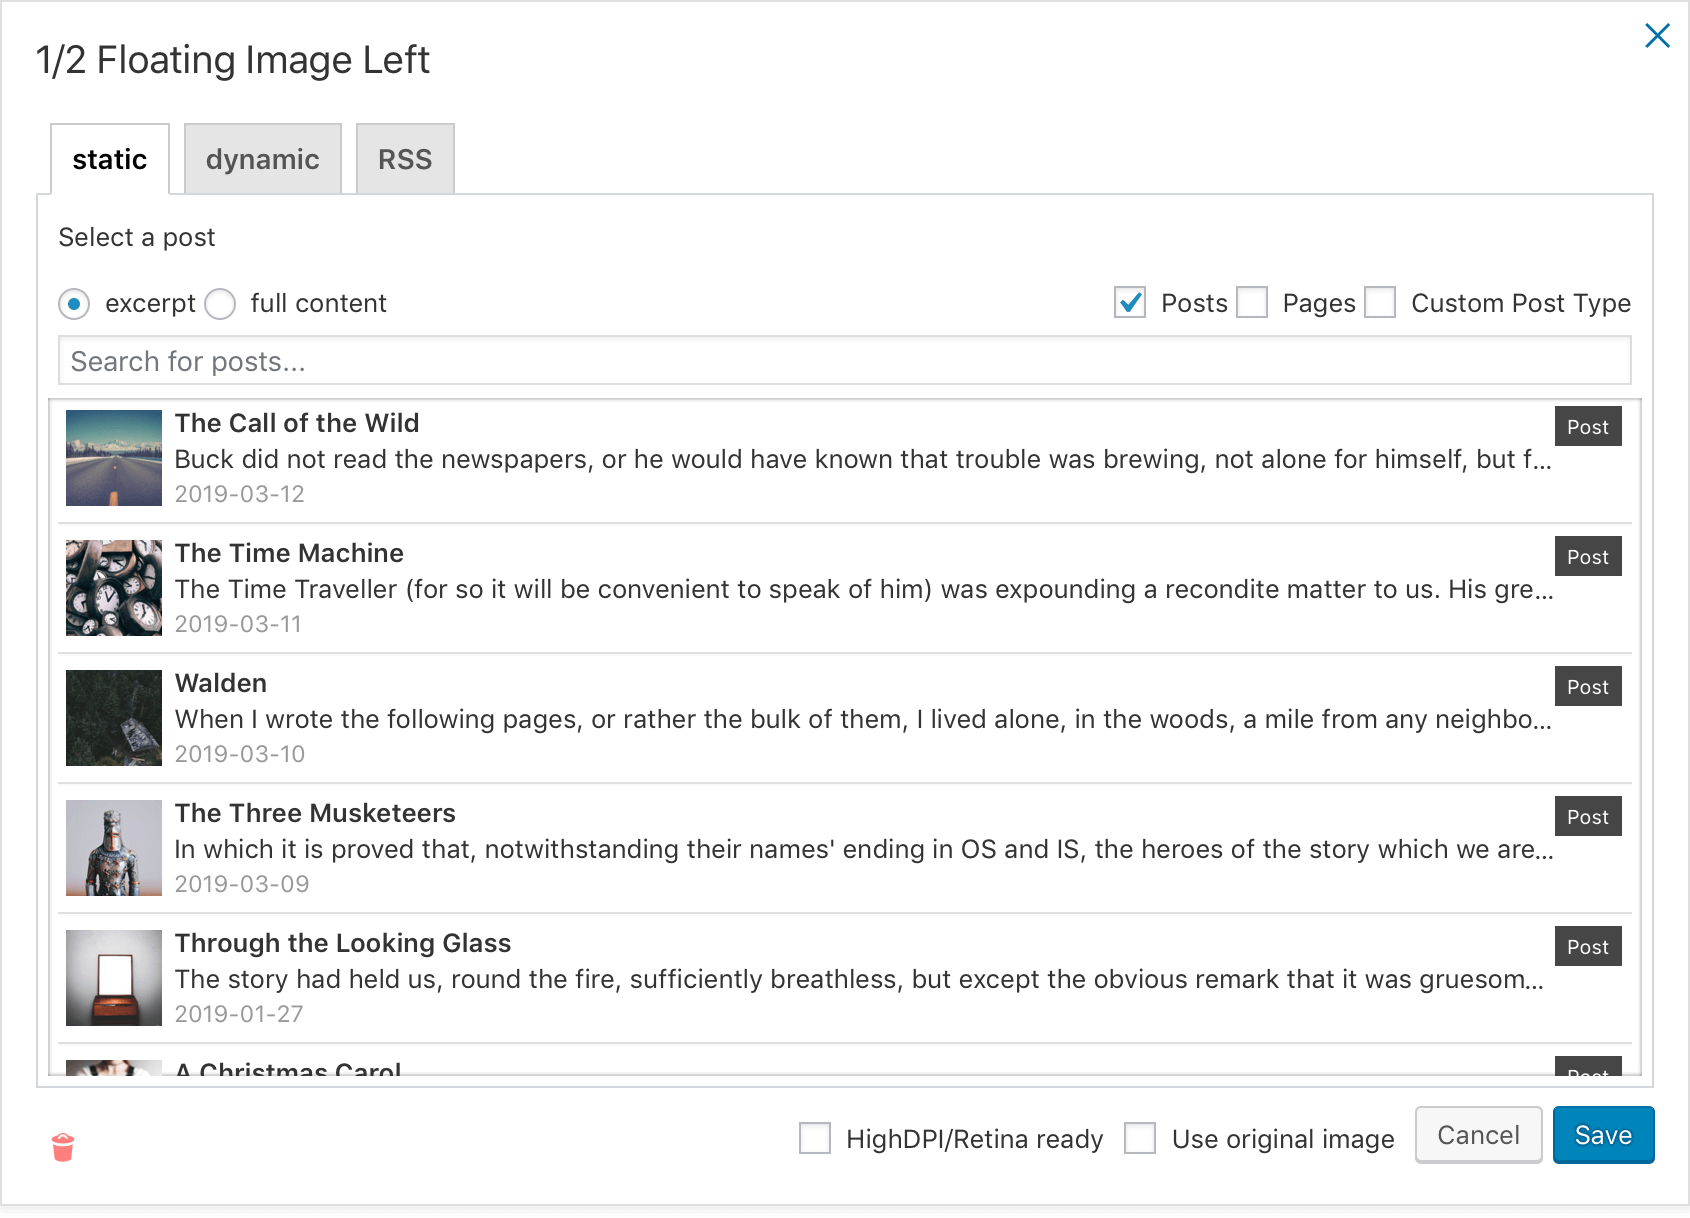 1/2 Floating Image Left
static
dynamic
RSS
Select a post
excerpt
full content
Posts
Pages
Custom Post Type
Search for posts...
The Call of the Wild
Post
Buck did not read the newspapers, or he would have known that trouble was brewing, not alone for himself, but f...
2019-03-12
The Time Machine
Post
The Time Traveller (for so it will be convenient to speak of him) was expounding a recondite matter to us. His gre...
2019-03-11
Walden
Post
When I wrote the following pages, or rather the bulk of them, I lived alone, in the woods, a mile from any neighbo...
2019-03-10
The Three Musketeers
Post
In which it is proved that, notwithstanding their names' ending in OS and IS, the heroes of the story which we are...
2019-03-09
Through the Looking Glass
Post
The story had held us, round the fire, sufficiently breathless, but except the obvious remark that it was gruesom...
2019-01-27
A Christmas Carol
Post
HighDPI/Retina ready
Use original image
Cancel
Save